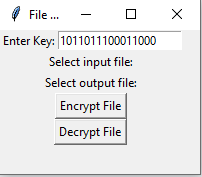 File ...
Enter Key: 1011011100011000
Select input file:
Select output file:
Encrypt File
Decrypt File